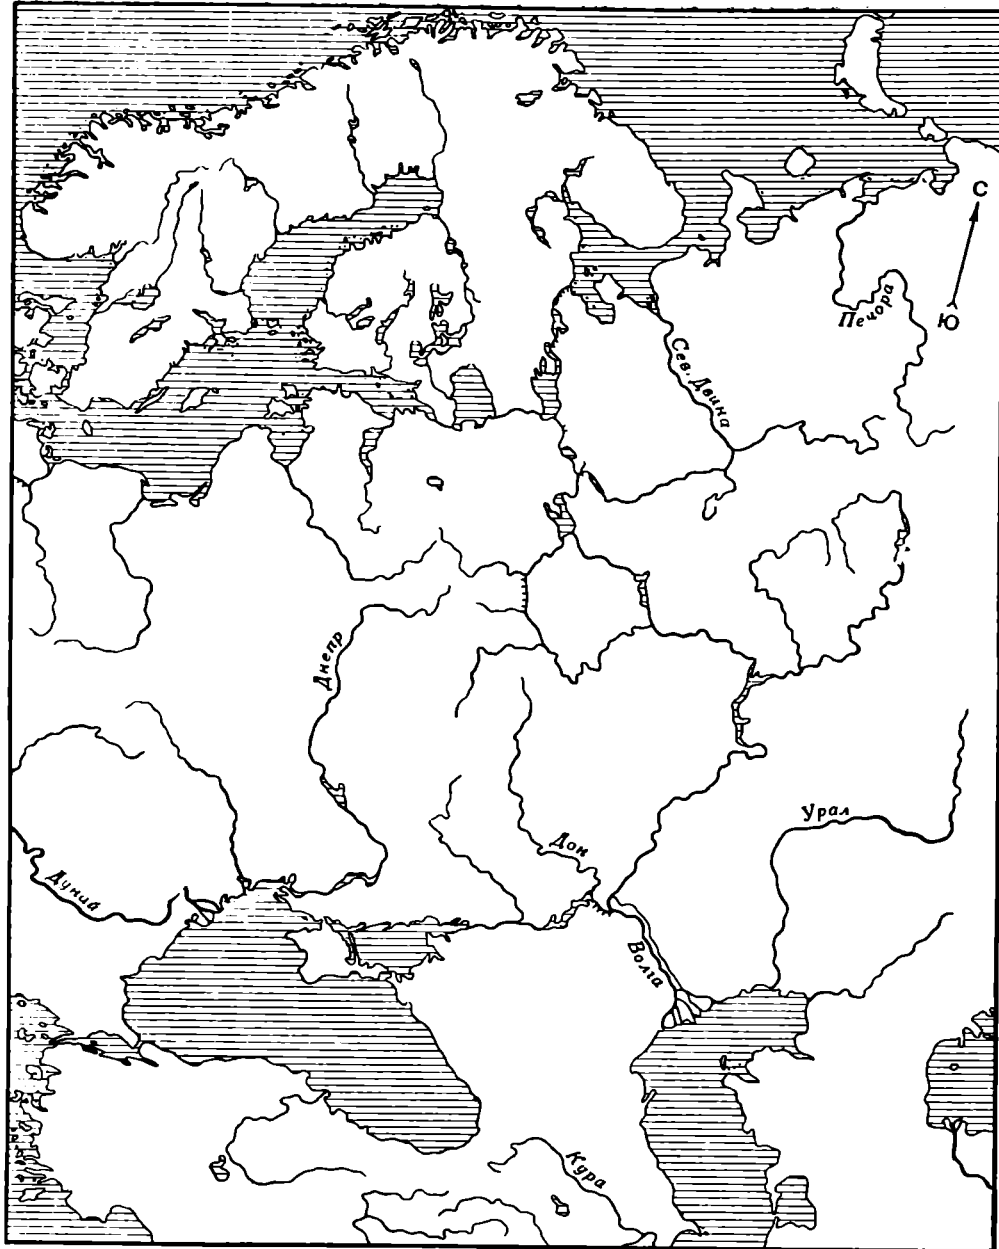 С
Печора
Ю
Сев. Двина
Днепр
Урал
Дон
Дунай
Волга
Кура